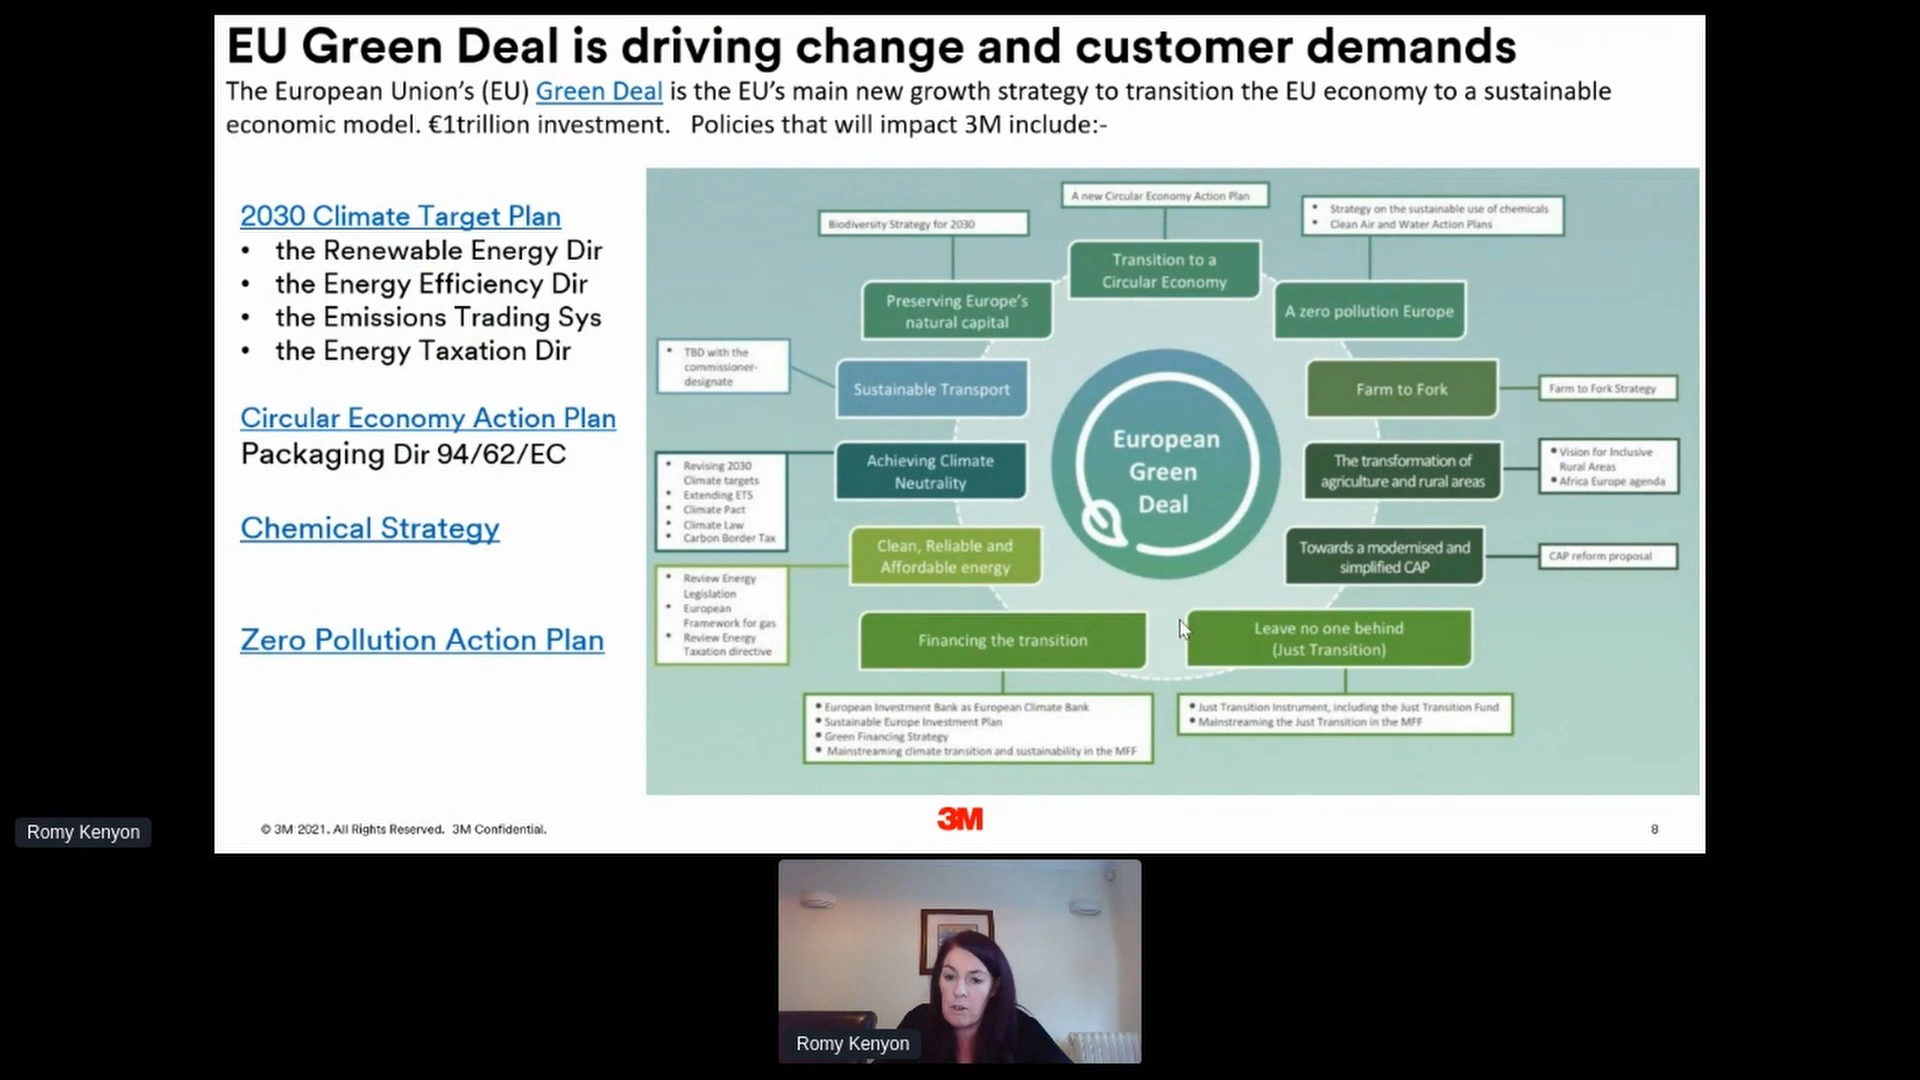 EU Green Deal is driving change and customer demands
The European Union's (EU) Green Deal is the EU's main new growth strategy to transition the EU economy to a sustainable
economic model. €1trillion investment. Policies that will impact 3M include:-
2030 Climate Target Plan
• the Renewable Energy Dir
• the Energy Efficiency Dir
• the Emissions Trading Sys
• the Energy Taxation Dir
Circular Economy Action Plan
Packaging Dir 94/62/EC
Chemical Strategy
Zero Pollution Action Plan
A new Circular Economy Action Plan
Transition to a
Circular Economy
Biodiversity Strategy for 2030
Preserving Europe's
natural capital
• Strategy on the sustainable use of chemicals
• Clean Air and Water Action Plans
A zero pollution Europe
• TBD with the
commissioner-
designate
Sustainable Transport
Farm to Fork
Farm to Fork Strategy
European
Green
Deal
• Revising 2030
Climate targets
• Extending ETS
• Climate Pact
• Climate Law
• Carbon Border Tax
Achieving Climate
Neutrality
The transformation of
agriculture and rural areas
• Vision for Inclusive
Rural Areas
• Africa Europe agenda
• Review Energy
Legislation
• European
Framework for gas
• Review Energy
Taxation directive
Clean, Reliable and
Affordable energy
Towards a modernised and
simplified CAP
CAP reform proposal
Financing the transition
• European Investment Bank as European Climate Bank
• Sustainable Europe Investment Plan
• Green Financing Strategy
• Mainstreaming climate transition and sustainability in the MFF
Leave no one behind
(Just Transition)
• Just Transition Instrument, including the Just Transition Fund
• Mainstreaming the Just Transition in the MFF
© 3M 2021. All Rights Reserved. 3M Confidential.
3M
8
Romy Kenyon
Romy Kenyon